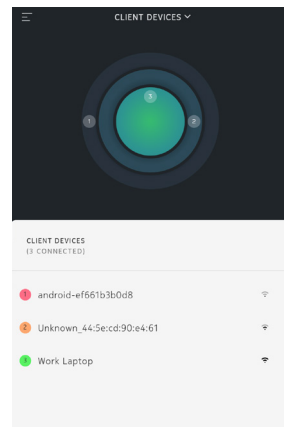 CLIENT DEVICES
3
1
2
CLIENT DEVICES
(3 CONNECTED)
1 android-ef661b3b0d8
2 Unknown_44:5e:cd:90:e4:61
3 Work Laptop